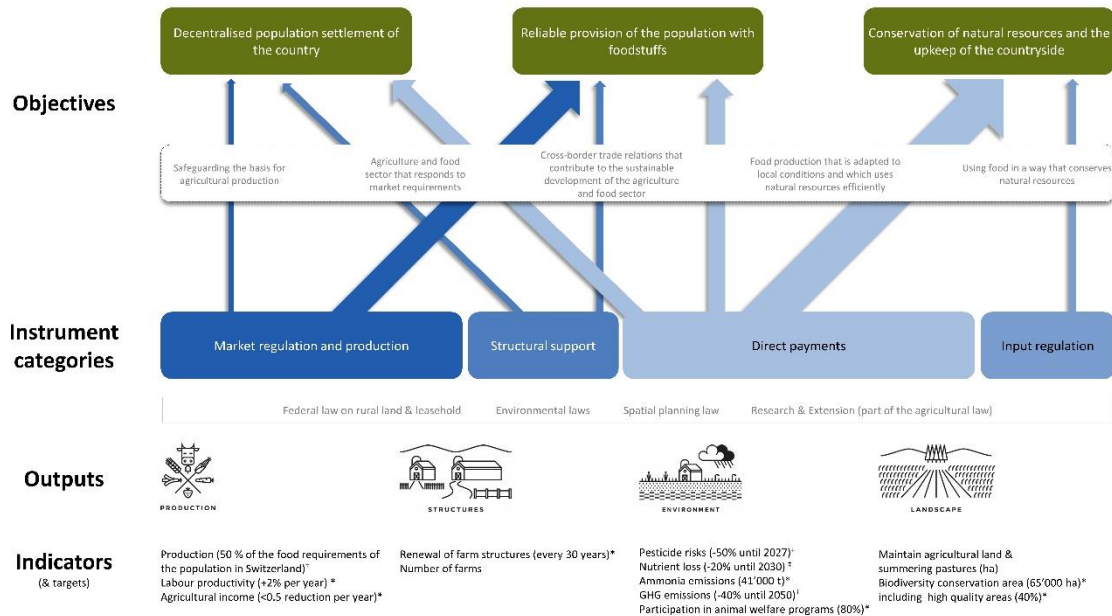 Decentralised population settlement of
the country
Reliable provision of the population with
foodstuffs
Conservation of natural resources and the
upkeep of the countryside
Objectives
Safeguarding the basis for
agricultural production
Agriculture and food
sector that responds to
market requirements
Cross-border trade relations that
contribute to the sustainable
development of the agriculture
and food sector
Food production that is adapted to
local conditions and which uses
natural resources efficiently
Using food in a way that conserves
natural resources
Instrument
categories
Market regulation and production
Structural support
Direct payments
Input regulation
Federal law on rural land & leasehold
Environmental laws
Spatial planning law
Research & Extension (part of the agricultural law)
Outputs
PRODUCTION
STRUCTURES
ENVIRONMENT
LANDSCAPE
Indicators
(& targets)
Production (50 % of the food requirements of
the population in Switzerland)†
Labour productivity (+2% per year) *
Agricultural income (<0.5 reduction per year)*
Renewal of farm structures (every 30 years)*
Number of farms
Pesticide risks (-50% until 2027)⁺
Nutrient loss (-20% until 2030) ‡
Ammonia emissions (41'000 t)*
GHG emissions (-40% until 2050)
Participation in animal welfare programs (80%)*
Maintain agricultural land &
summering pastures (ha)
Biodiversity conservation area (65'000 ha)*
including high quality areas (40%)*